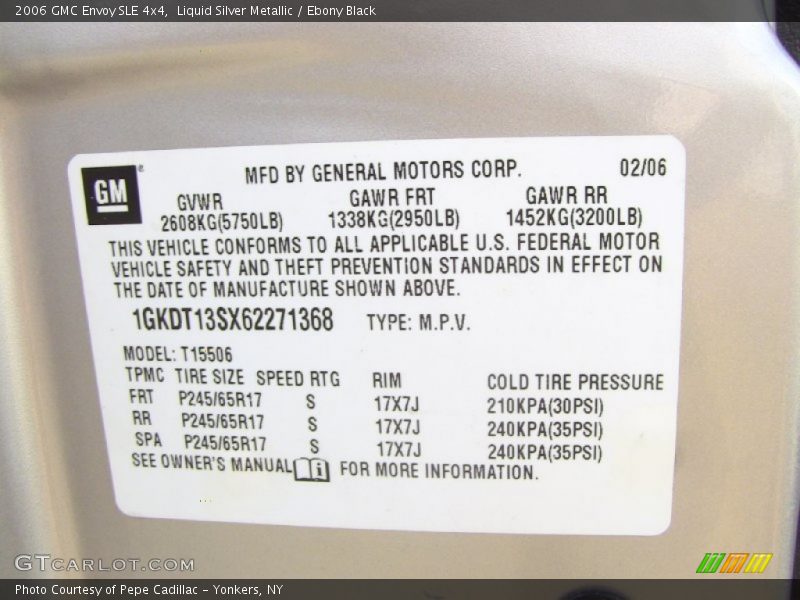 2006 GMC Envoy SLE 4x4,  Liquid Silver Metallic / Ebony Black
GM ®
MFD BY GENERAL MOTORS CORP. 02/06
GVWR GAWR FRT GAWR RR
2608KG(5750LB) 1338KG(2950LB) 1452KG(3200LB)
THIS VEHICLE CONFORMS TO ALL APPLICABLE U.S. FEDERAL MOTOR
VEHICLE SAFETY AND THEFT PREVENTION STANDARDS IN EFFECT ON
THE DATE OF MANUFACTURE SHOWN ABOVE.
1GKDT13SX62271368 TYPE: M.P.V.
MODEL: T15506
TPMC TIRE SIZE SPEED RTG RIM COLD TIRE PRESSURE
FRT P245/65R17 S 17X7J 210KPA(30PSI)
RR P245/65R17 S 17X7J 240KPA(35PSI)
SPA P245/65R17 S 17X7J 240KPA(35PSI)
SEE OWNER'S MANUAL i FOR MORE INFORMATION.
GTCARLOT.COM
Photo Courtesy of Pepe Cadillac – Yonkers, NY